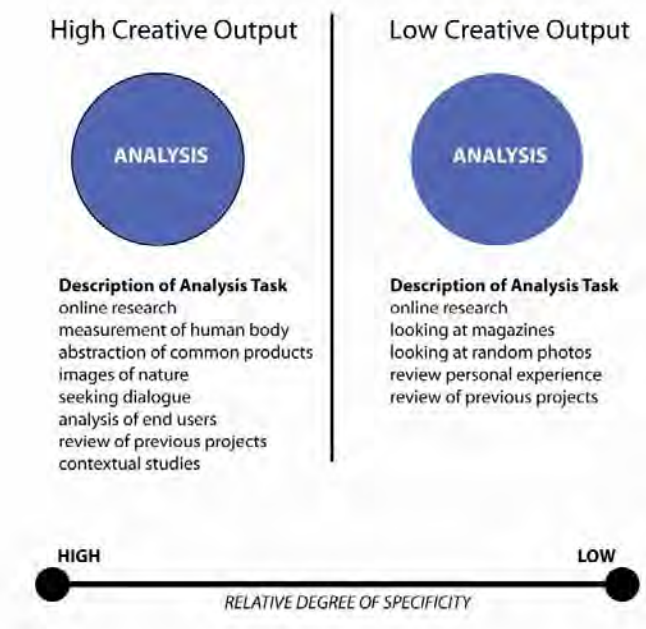 High Creative Output
Low Creative Output
ANALYSIS
ANALYSIS
Description of Analysis Task
online research
measurement of human body
abstraction of common products
images of nature
seeking dialogue
analysis of end users
review of previous projects
contextual studies
Description of Analysis Task
online research
looking at magazines
looking at random photos
review personal experience
review of previous projects
HIGH
LOW
RELATIVE DEGREE OF SPECIFICITY